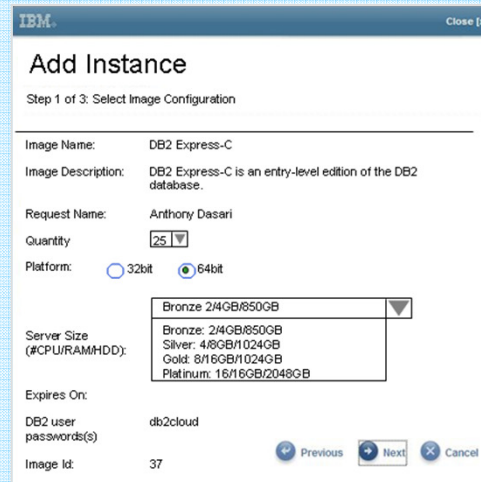 IBM.
Close [
Add Instance
Step 1 of 3: Select Image Configuration
Image Name: DB2 Express-C
Image Description: DB2 Express-C is an entry-level edition of the DB2
database.
Request Name: Anthony Dasari
Quantity 25
Platform: 32bit 64bit
Bronze 2/4GB/850GB
Server Size
(#CPU/RAM/HDD):
Bronze: 2/4GB/850GB
Silver: 4/8GB/1024GB
Gold: 8/16GB/1024GB
Platinum: 16/16GB/2048GB
Expires On:
DB2 user
passwords(s)
db2cloud
Previous Next Cancel
Image Id: 37